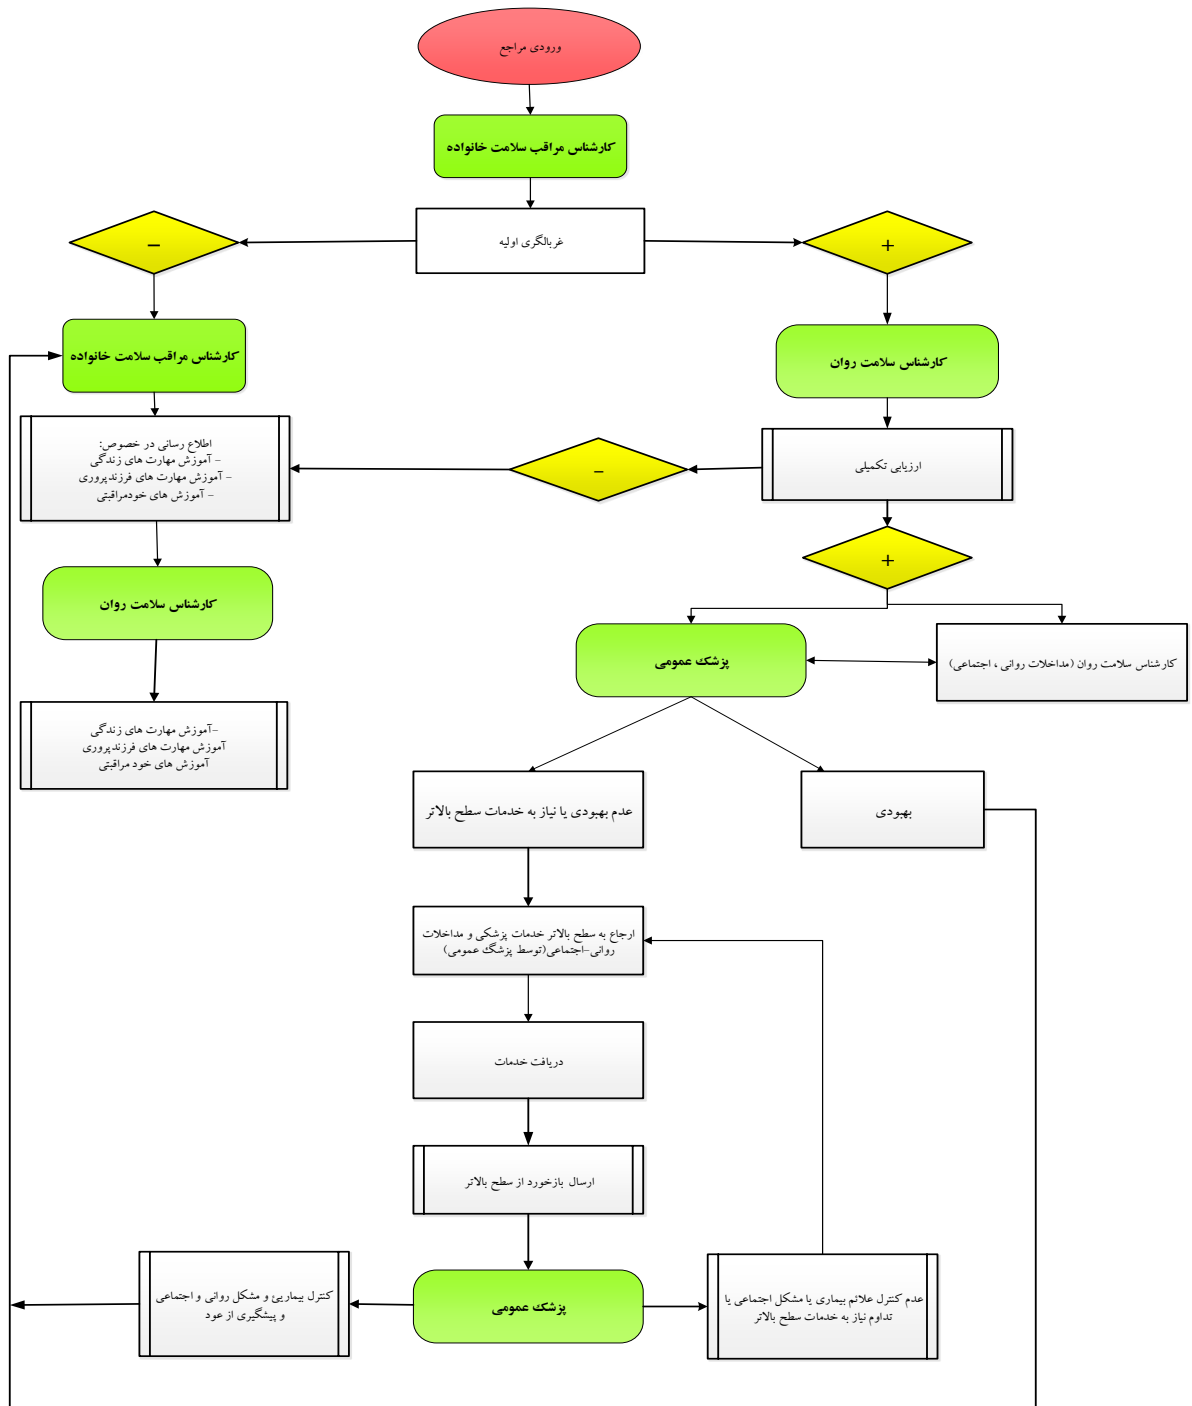 ورودی مراجع
کارشناس مراقب سلامت خانواده
غربالگری اولیه
+
–
کارشناس سلامت روان
کارشناس مراقب سلامت خانواده
ارزیابی تکمیلی
–
اطلاع رسانی در خصوص:
– آموزش مهارت های زندگی
– آموزش مهارت های فرزندپروری
– آموزش های خودمراقبتی
+
کارشناس سلامت روان
کارشناس سلامت روان (مداخلات روانی ، اجتماعی)
پزشک عمومی
–آموزش مهارت های زندگی
آموزش مهارت های فرزندپروری
آموزش های خود مراقبتی
بهبودی
عدم بهبودی یا نیاز به خدمات سطح بالاتر
ارجاع به سطح بالاتر خدمات پزشکی و مداخلات
روانی–اجتماعی(توسط پزشگ عمومی)
دریافت خدمات
ارسال بازخورد از سطح بالاتر
عدم کنترل علائم بیماری یا مشکل اجتماعی یا
تداوم نیاز به خدمات سطح بالاتر
پزشک عمومی
کنترل بیماریئ و مشکل روانی و اجتماعی
و پیشگیری از عود